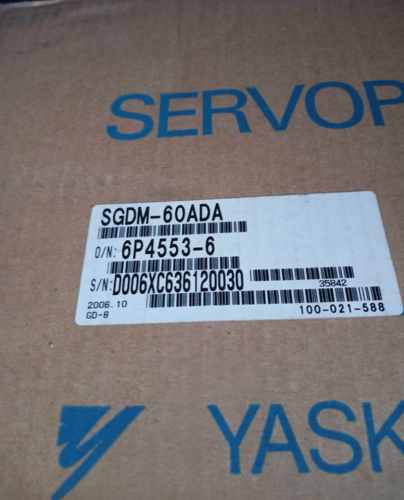 SERVOP
SGDM-60ADA
O/N: 6P4553-6
S/N: D006XC636120030
35842
2006.10
GD-8
100-021-588
YASK